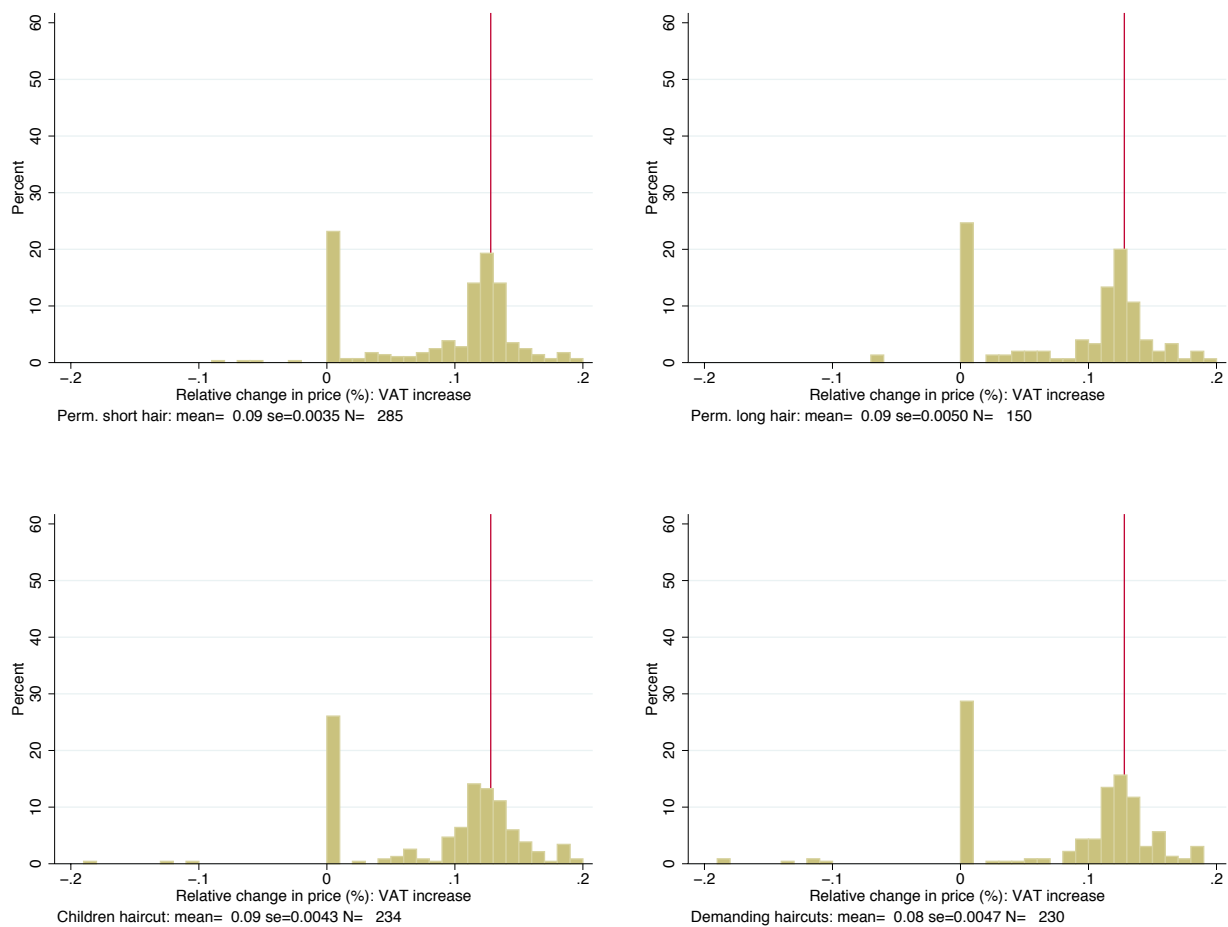 60
50
40
30
20
10
0
Percent
−.2 −.1 0 .1 .2
Relative change in price (%): VAT increase
Perm. short hair: mean= 0.09 se=0.0035 N= 285
60
50
40
30
20
10
0
Percent
−.2 −.1 0 .1 .2
Relative change in price (%): VAT increase
Perm. long hair: mean= 0.09 se=0.0050 N= 150
60
50
40
30
20
10
0
Percent
−.2 −.1 0 .1 .2
Relative change in price (%): VAT increase
Children haircut: mean= 0.09 se=0.0043 N= 234
60
50
40
30
20
10
0
Percent
−.2 −.1 0 .1 .2
Relative change in price (%): VAT increase
Demanding haircuts: mean= 0.08 se=0.0047 N= 230